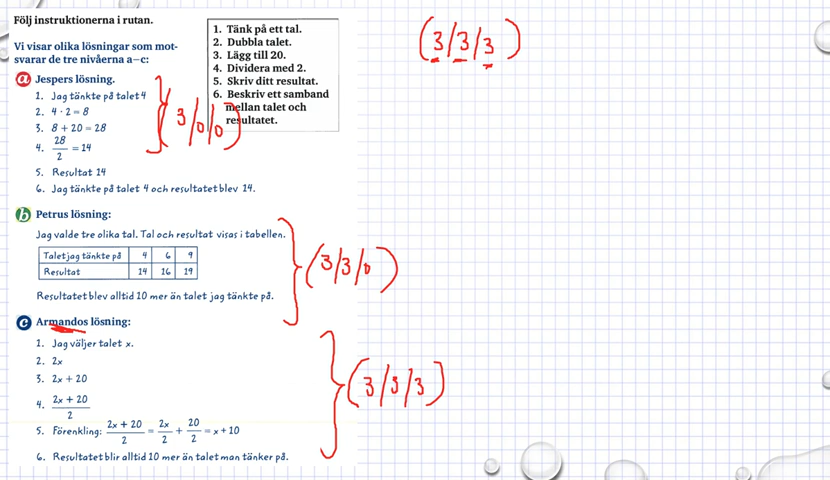 Följ instruktionerna i rutan.
Vi visar olika lösningar som mot-
svarar de tre nivåerna a–c:
1. Tänk på ett tal.
2. Dubbla talet.
3. Lägg till 20.
4. Dividera med 2.
5. Skriv ditt resultat.
6. Beskriv ett samband
mellan talet och
resultatet.
(3/3/3)
a Jespers lösning.
1. Jag tänkte på talet 4
2. 4 · 2 = 8
3. 8 + 20 = 28
4. 28/2 = 14
5. Resultat 14
6. Jag tänkte på talet 4 och resultatet blev 14.
(3/0/0)
b Petrus lösning:
Jag valde tre olika tal. Tal och resultat visas i tabellen.
Talet jag tänkte på 4 6 9
Resultat 14 16 19
Resultatet blev alltid 10 mer än talet jag tänkte på.
(3/3/0)
c Armandos lösning:
1. Jag väljer talet x.
2. 2x
3. 2x + 20
4. 2x + 20/2
5. Förenkling: 2x + 20/2 = 2x/2 + 20/2 = x + 10
6. Resultatet blir alltid 10 mer än talet man tänker på.
(3/3/3)